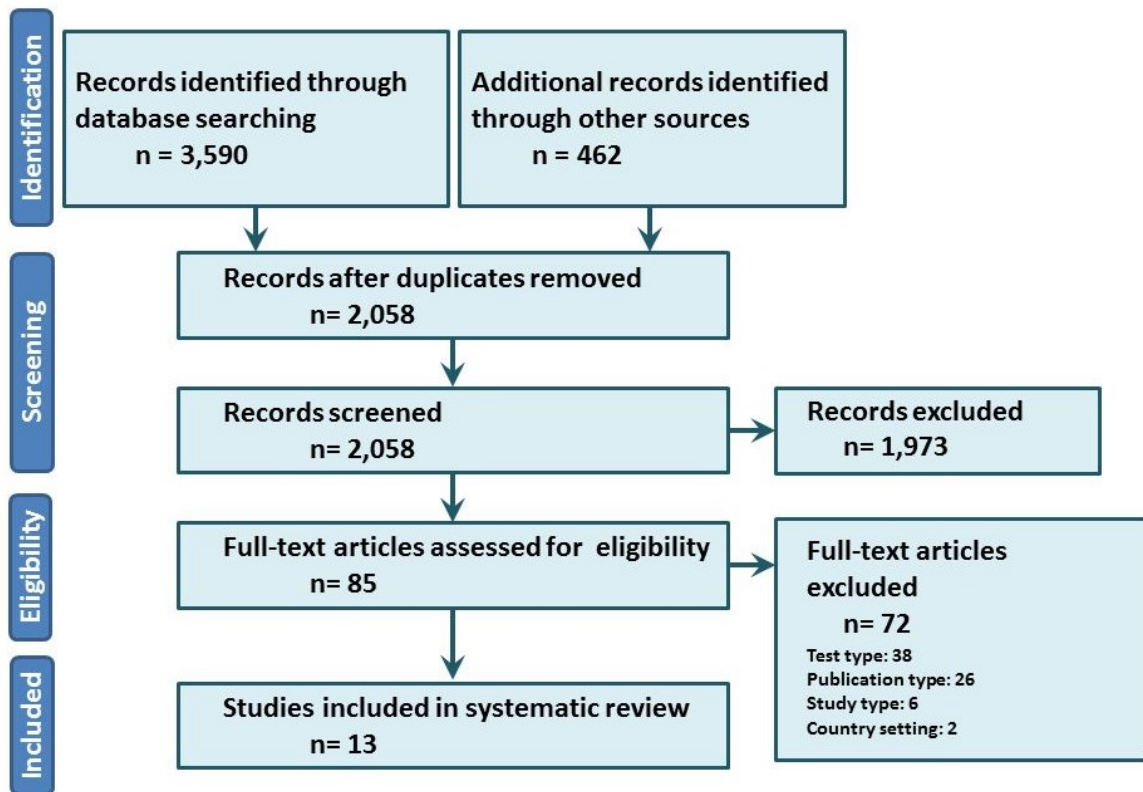 Identification
Records identified through
database searching
n = 3,590
Additional records identified
through other sources
n = 462
Screening
Records after duplicates removed
n= 2,058
Records screened
n= 2,058
Records excluded
n= 1,973
Eligibility
Full-text articles assessed for eligibility
n= 85
Full-text articles
excluded
n= 72
Test type: 38
Publication type: 26
Study type: 6
Country setting: 2
Included
Studies included in systematic review
n= 13